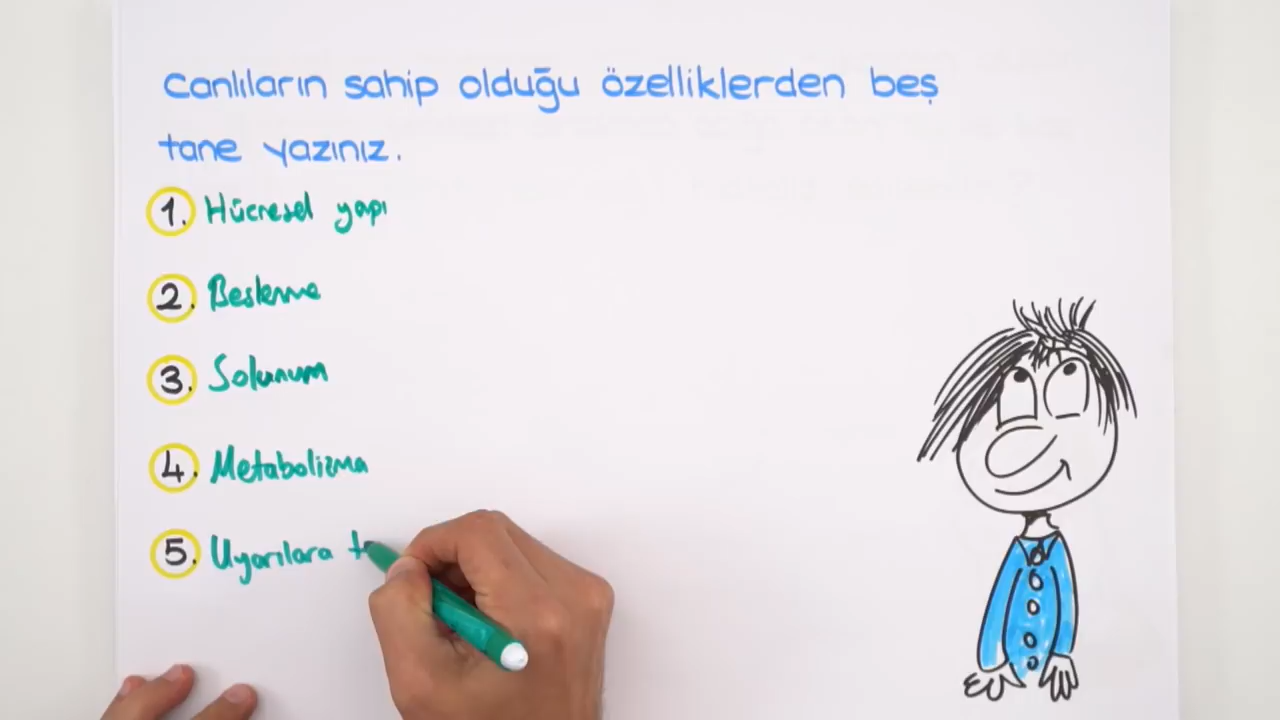 Canlıların sahip olduğu özelliklerden beş
tane yazınız.
1. Hücresel yapı
2. Beslenme
3. Solunum
4. Metabolizma
5. Uyarılara